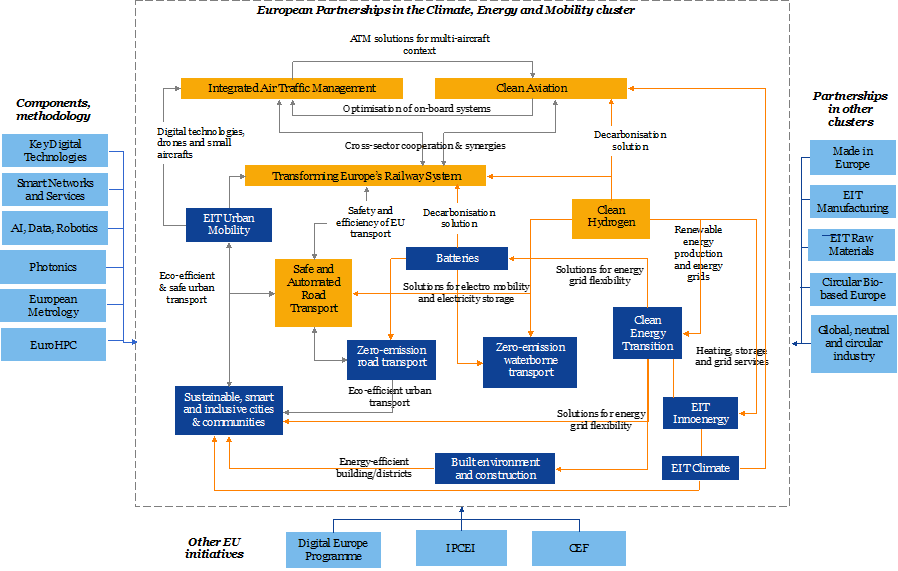 European Partnerships in the Climate, Energy and Mobility cluster
ATM solutions for multi-aircraft
context
Integrated Air Traffic Management
Clean Aviation
Optimisation of on-board systems
Components,
methodology
Key Digital
Technologies
Smart Networks
and Services
AI, Data, Robotics
Photonics
European
Metrology
EuroHPC
Digital technologies,
drones and small
aircrafts
Cross-sector cooperation & synergies
Decarbonisation
solution
Transforming Europe's Railway System
EIT Urban
Mobility
Safety and
efficiency of EU
transport
Decarbonisation
solution
Clean
Hydrogen
Renewable
energy
production
and energy
grids
Batteries
Eco-efficient
& safe urban
transport
Safe and
Automated
Road
Transport
Solutions for electro mobility
and electricity storage
Solutions for energy
grid flexibility
Clean
Energy
Transition
Zero-emission
road transport
Zero-emission
waterborne
transport
Heating, storage
and grid services
Eco-efficient urban
transport
Sustainable, smart
and inclusive cities
& communities
Solutions for energy
grid flexibility
EIT
Innoenergy
Energy-efficient
building/districts
Built environment
and construction
EIT Climate
Partnerships
in other
clusters
Made in
Europe
EIT
Manufacturing
EIT Raw
Materials
Circular Bio-
based Europe
Global, neutral
and circular
industry
Other EU
initiatives
Digital Europe
Programme
IPCEI
CEF